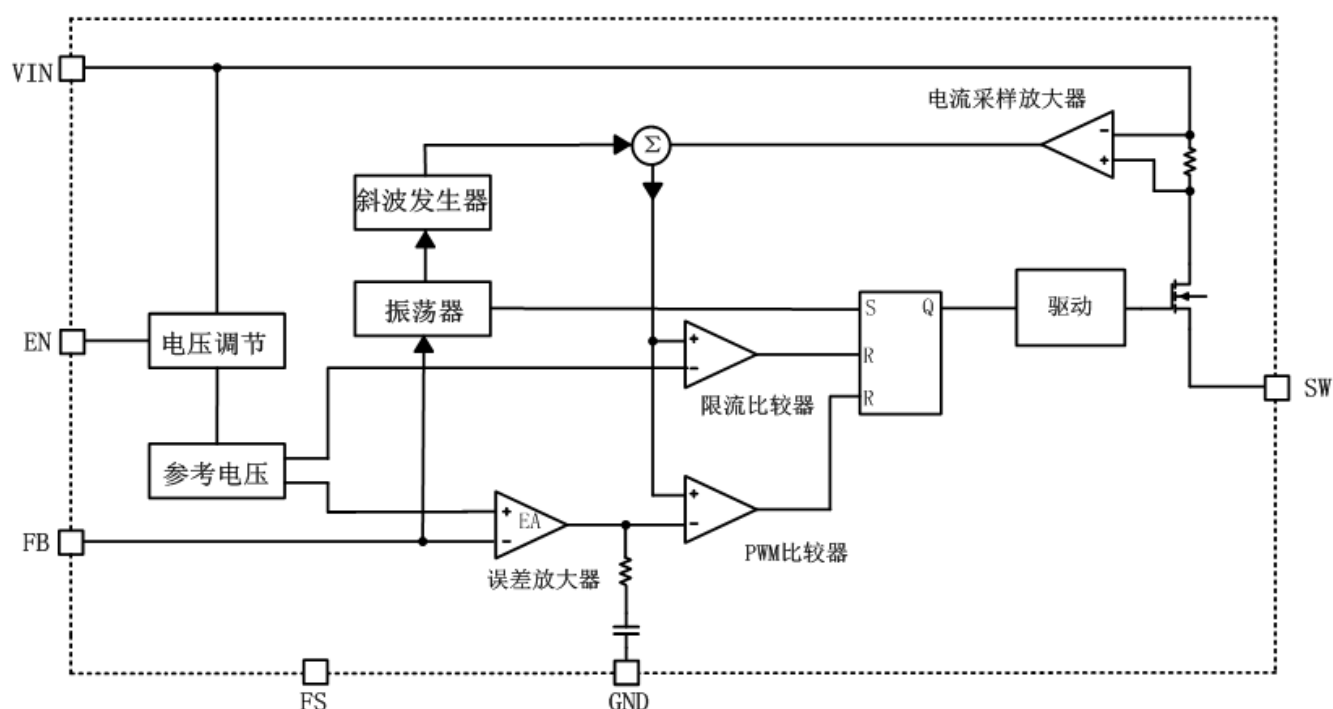 VIN
电流采样放大器
-
+
Σ
斜波发生器
振荡器
S
Q
驱动
EN
电压调节
+
-
R
限流比较器
R
SW
参考电压
+
EA
-
+
-
FB
误差放大器
PWM比较器
FS
GND